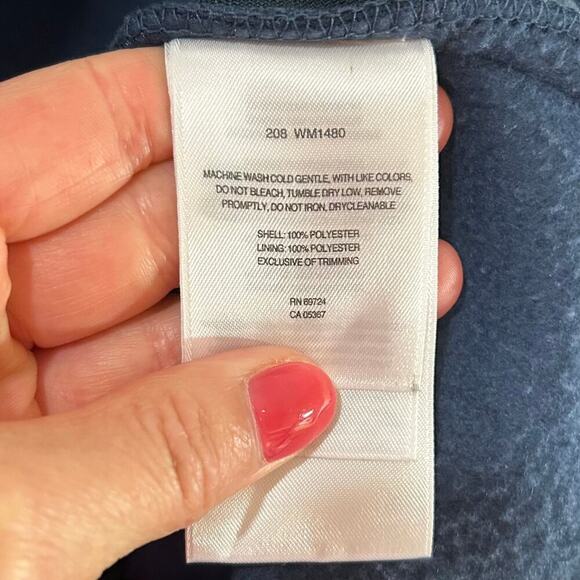 208 WM1480
MACHINE WASH COLD GENTLE, WITH LIKE COLORS,
DO NOT BLEACH, TUMBLE DRY LOW, REMOVE
PROMPTLY, DO NOT IRON, DRYCLEANABLE
SHELL: 100% POLYESTER
LINING: 100% POLYESTER
EXCLUSIVE OF TRIMMING
RN 69724
CA 05367